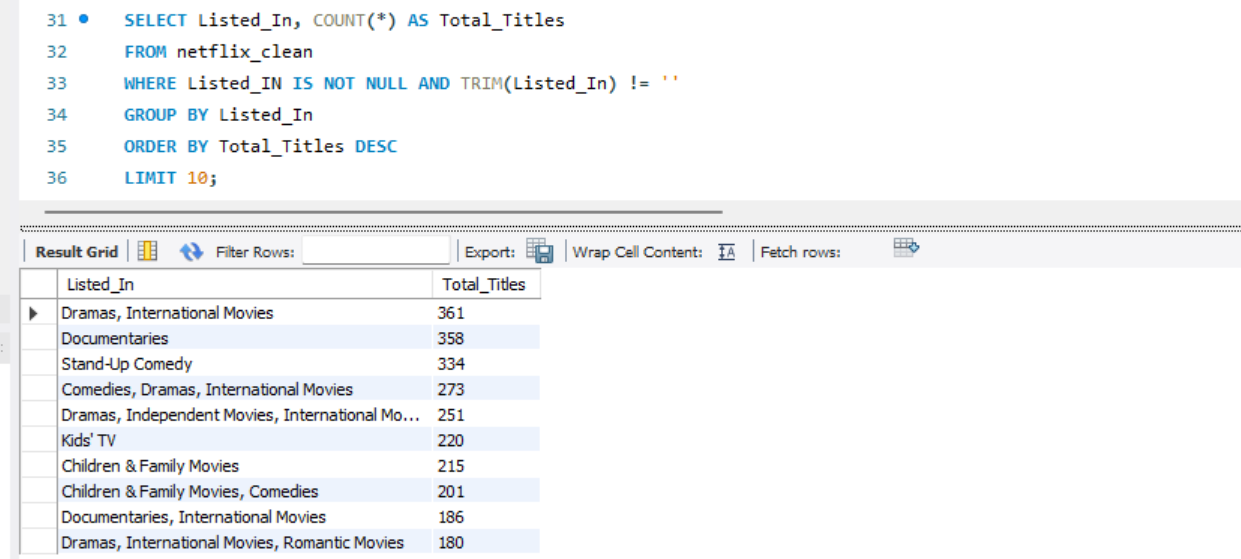 31 SELECT Listed_In, COUNT(*) AS Total_Titles
32 FROM netflix_clean
33 WHERE Listed_IN IS NOT NULL AND TRIM(Listed_In) != ''
34 GROUP BY Listed_In
35 ORDER BY Total_Titles DESC
36 LIMIT 10;
Result Grid Filter Rows: Export: Wrap Cell Content: IA Fetch rows:
Listed_In Total_Titles
Dramas, International Movies 361
Documentaries 358
Stand-Up Comedy 334
Comedies, Dramas, International Movies 273
Dramas, Independent Movies, International Mo... 251
Kids' TV 220
Children & Family Movies 215
Children & Family Movies, Comedies 201
Documentaries, International Movies 186
Dramas, International Movies, Romantic Movies 180